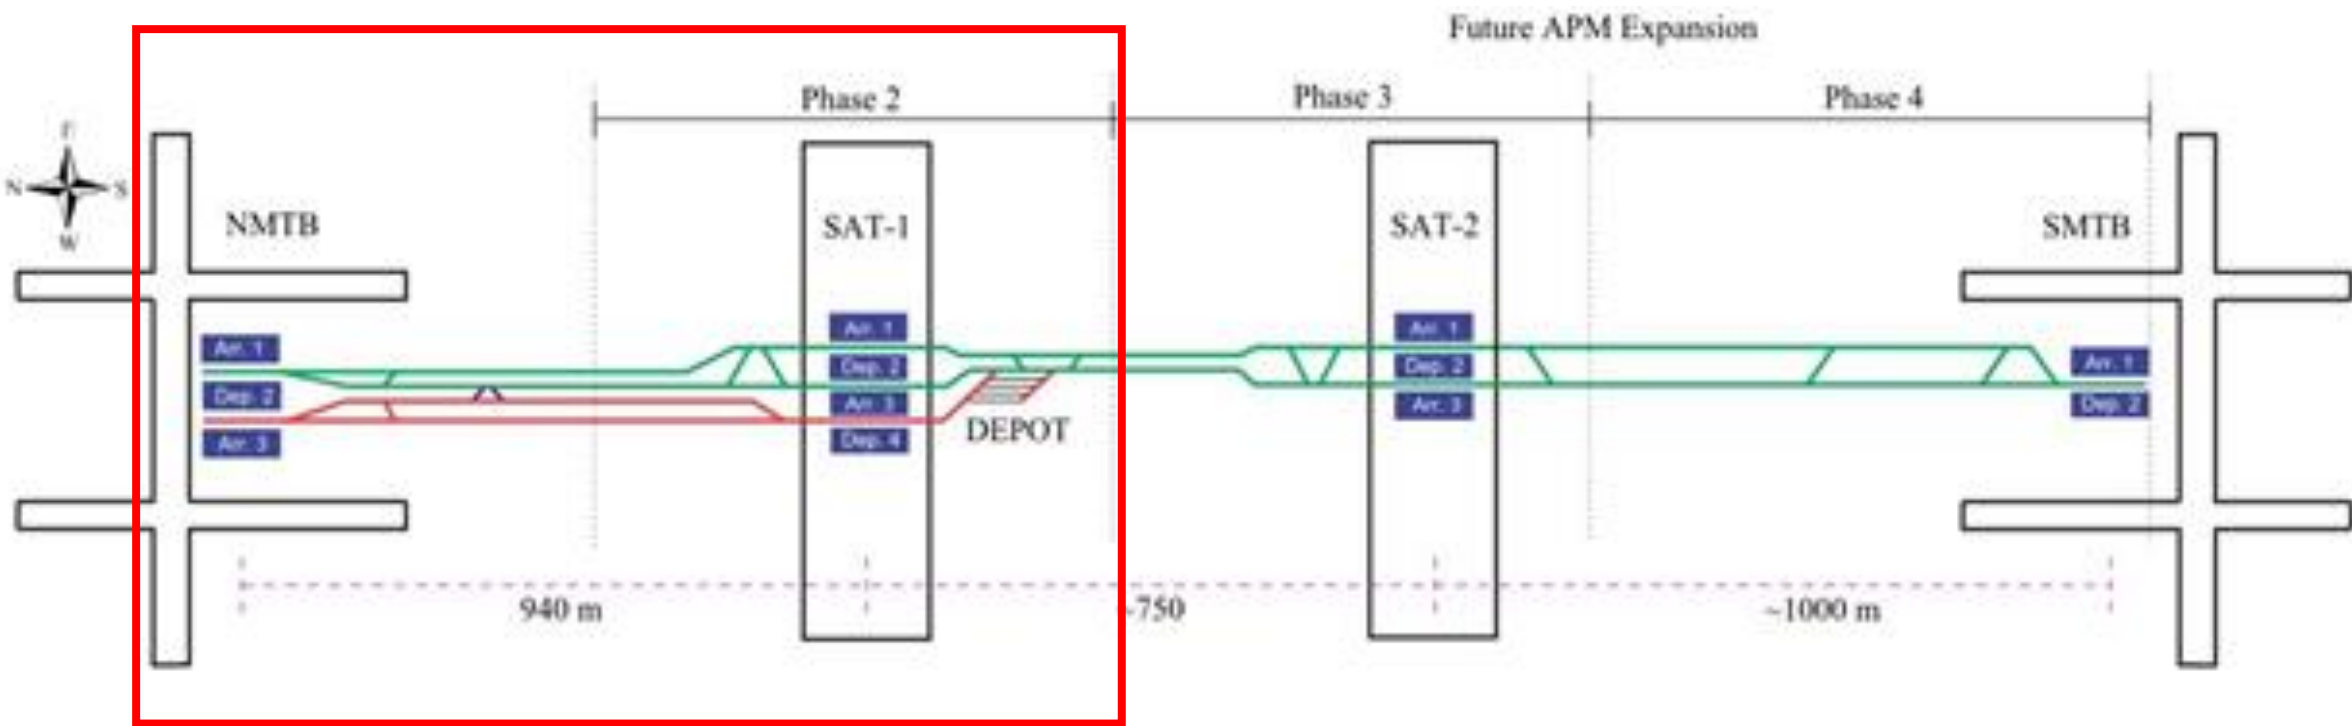 Future APM Expansion
Phase 2
Phase 3
Phase 4
E
N
S
W
NMTB
SAT-1
SAT-2
SMTB
Arr. 1
Dep. 2
Arr. 3
Arr. 1
Dep. 2
Arr. 3
Dep. 4
DEPOT
Arr. 1
Dep. 2
Arr. 3
Arr. 1
Dep. 2
940 m
~750
~1000 m